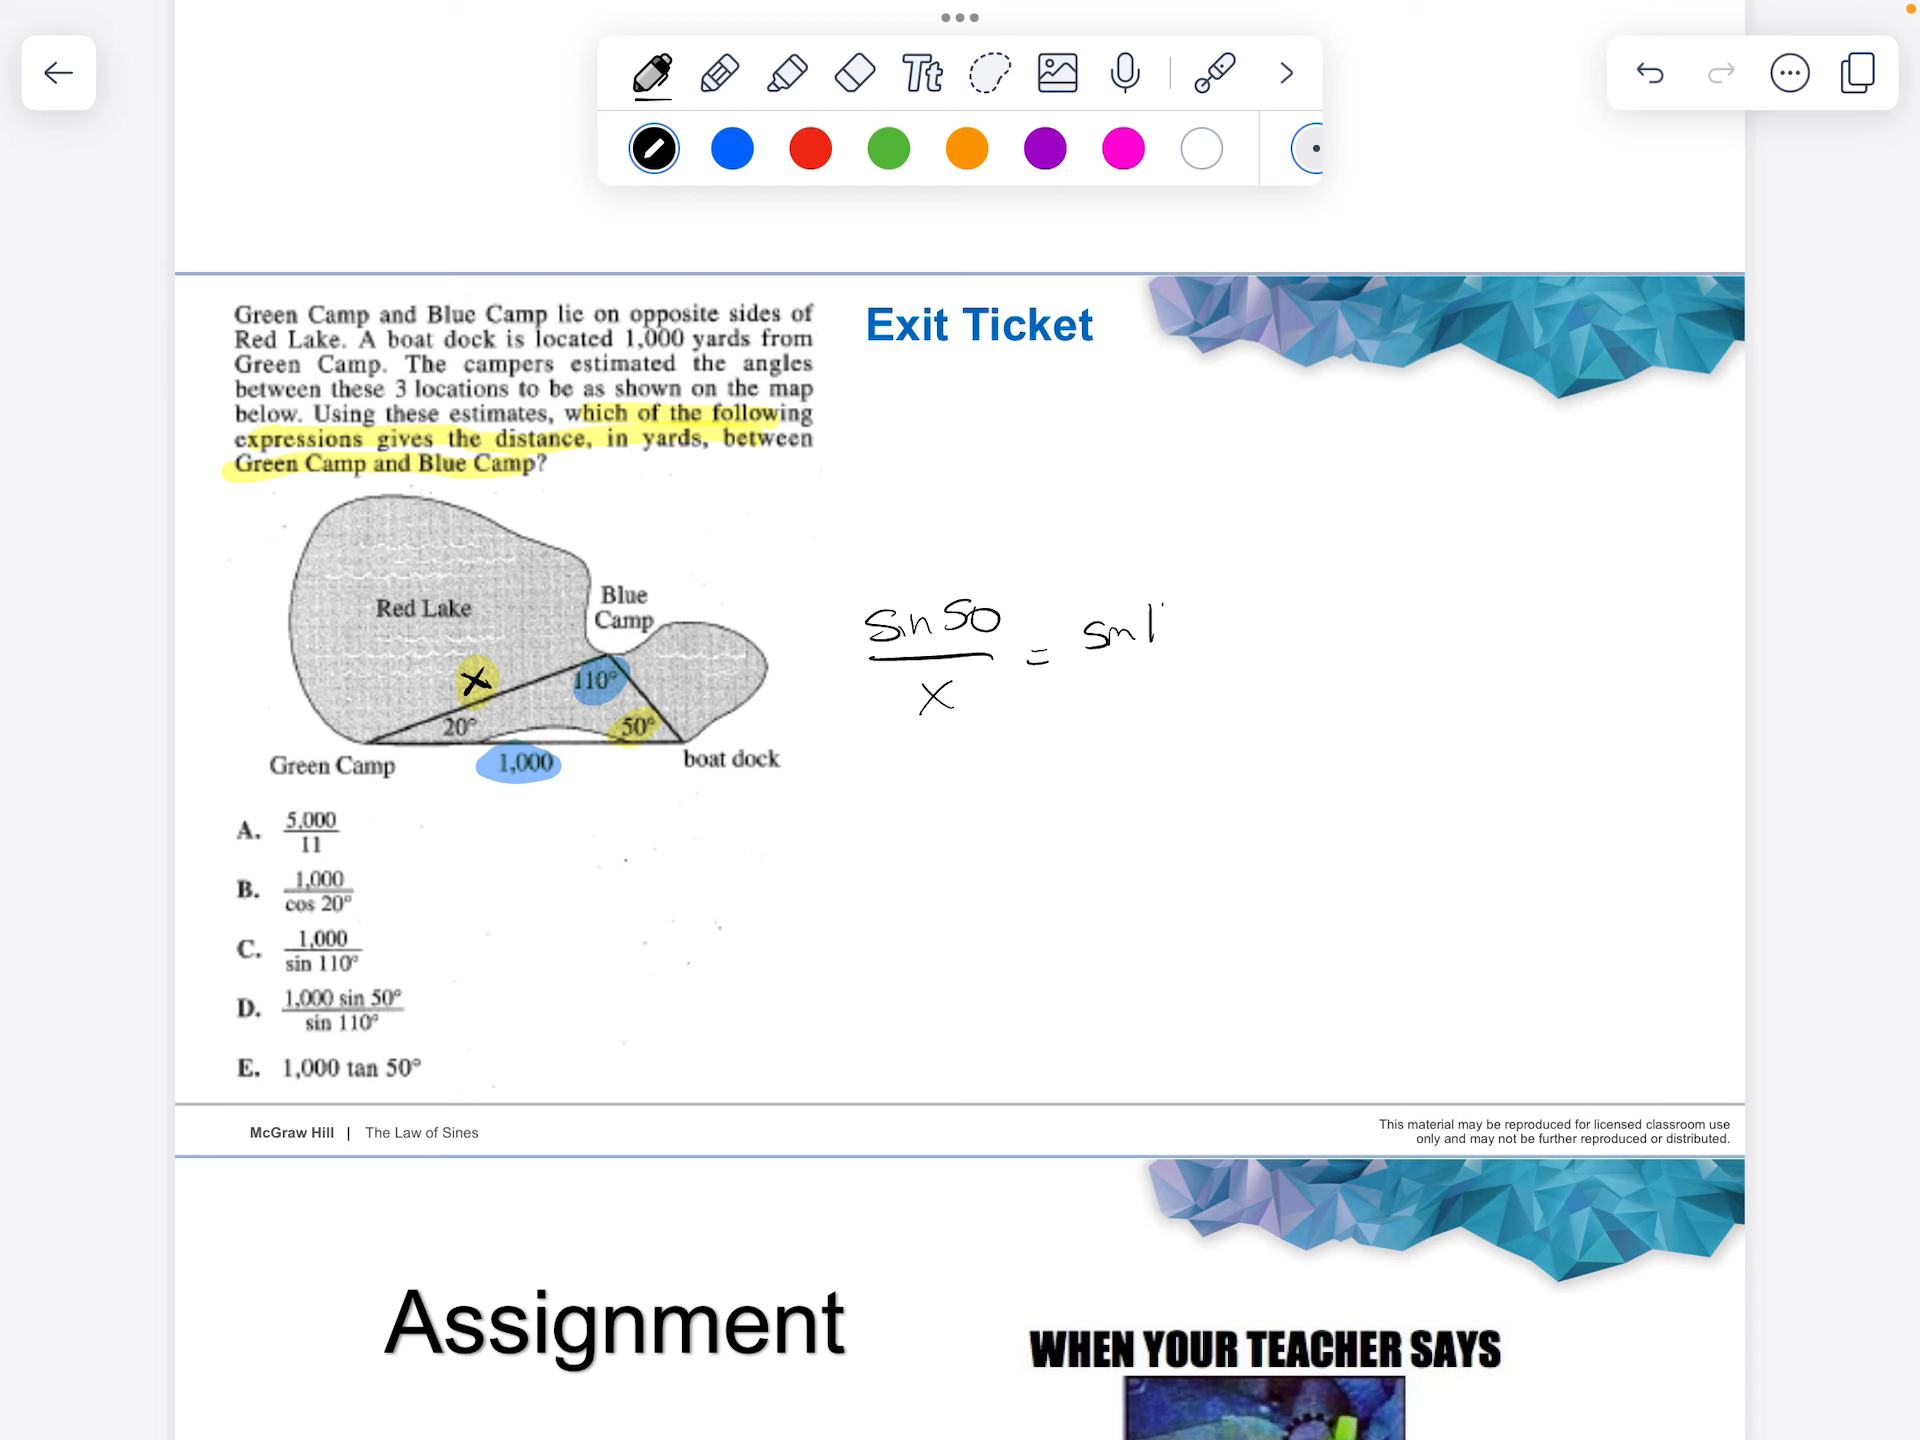 Tt
Green Camp and Blue Camp lie on opposite sides of
Red Lake. A boat dock is located 1,000 yards from
Green Camp. The campers estimated the angles
between these 3 locations to be as shown on the map
below. Using these estimates, which of the following
expressions gives the distance, in yards, between
Green Camp and Blue Camp?
Exit Ticket
Red Lake
Blue
Camp
X
110°
20°
50°
Green Camp
1,000
boat dock
sin 50
x
=
sin 1
A. 5,000
11
B. 1,000
cos 20°
C. 1,000
sin 110°
D. 1,000 sin 50°
sin 110°
E. 1,000 tan 50°
McGraw Hill | The Law of Sines
This material may be reproduced for licensed classroom use
only and may not be further reproduced or distributed.
Assignment
WHEN YOUR TEACHER SAYS